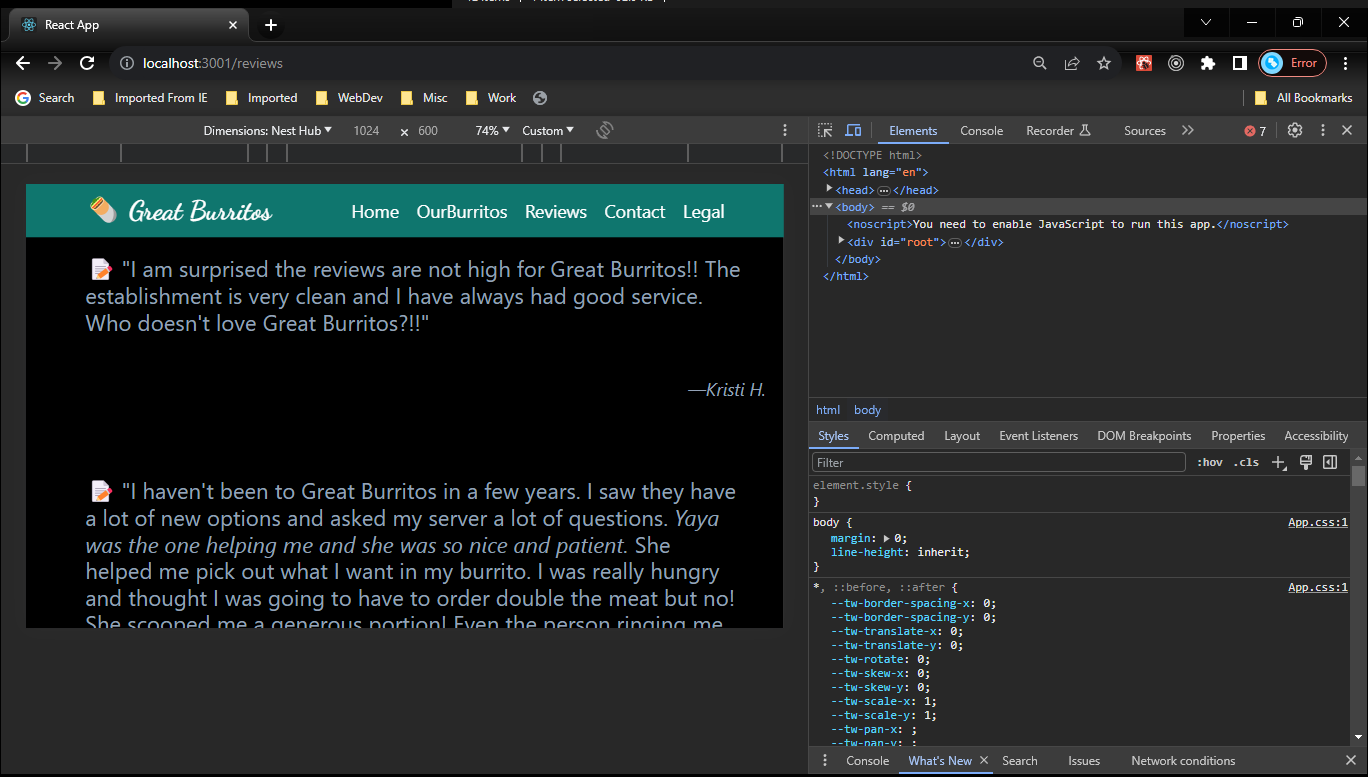 React App
localhost:3001/reviews
Error
Search Imported From IE Imported WebDev Misc Work All Bookmarks
Dimensions: Nest Hub 1024 × 600 74% Custom
Elements Console Recorder Sources 7
Great Burritos Home OurBurritos Reviews Contact Legal
"I am surprised the reviews are not high for Great Burritos!! The
establishment is very clean and I have always had good service.
Who doesn't love Great Burritos?!!"
—Kristi H.
"I haven't been to Great Burritos in a few years. I saw they have
a lot of new options and asked my server a lot of questions. Yaya
was the one helping me and she was so nice and patient. She
helped me pick out what I want in my burrito. I was really hungry
and thought I was going to have to order double the meat but no!
She scooped me a generous portion! Even the person ringing me
<!DOCTYPE html>
<html lang="en">
<head>…</head>
<body> == $0
<noscript>You need to enable JavaScript to run this app.</noscript>
<div id="root">…</div>
</body>
</html>
html body
Styles Computed Layout Event Listeners DOM Breakpoints Properties Accessibility
Filter :hov .cls
element.style {
}
body { App.css:1
margin: 0;
line-height: inherit;
}
*, ::before, ::after { App.css:1
--tw-border-spacing-x: 0;
--tw-border-spacing-y: 0;
--tw-translate-x: 0;
--tw-translate-y: 0;
--tw-rotate: 0;
--tw-skew-x: 0;
--tw-skew-y: 0;
--tw-scale-x: 1;
--tw-scale-y: 1;
--tw-pan-x: ;
--tw-pan-y: ;
Console What's New Search Issues Network conditions